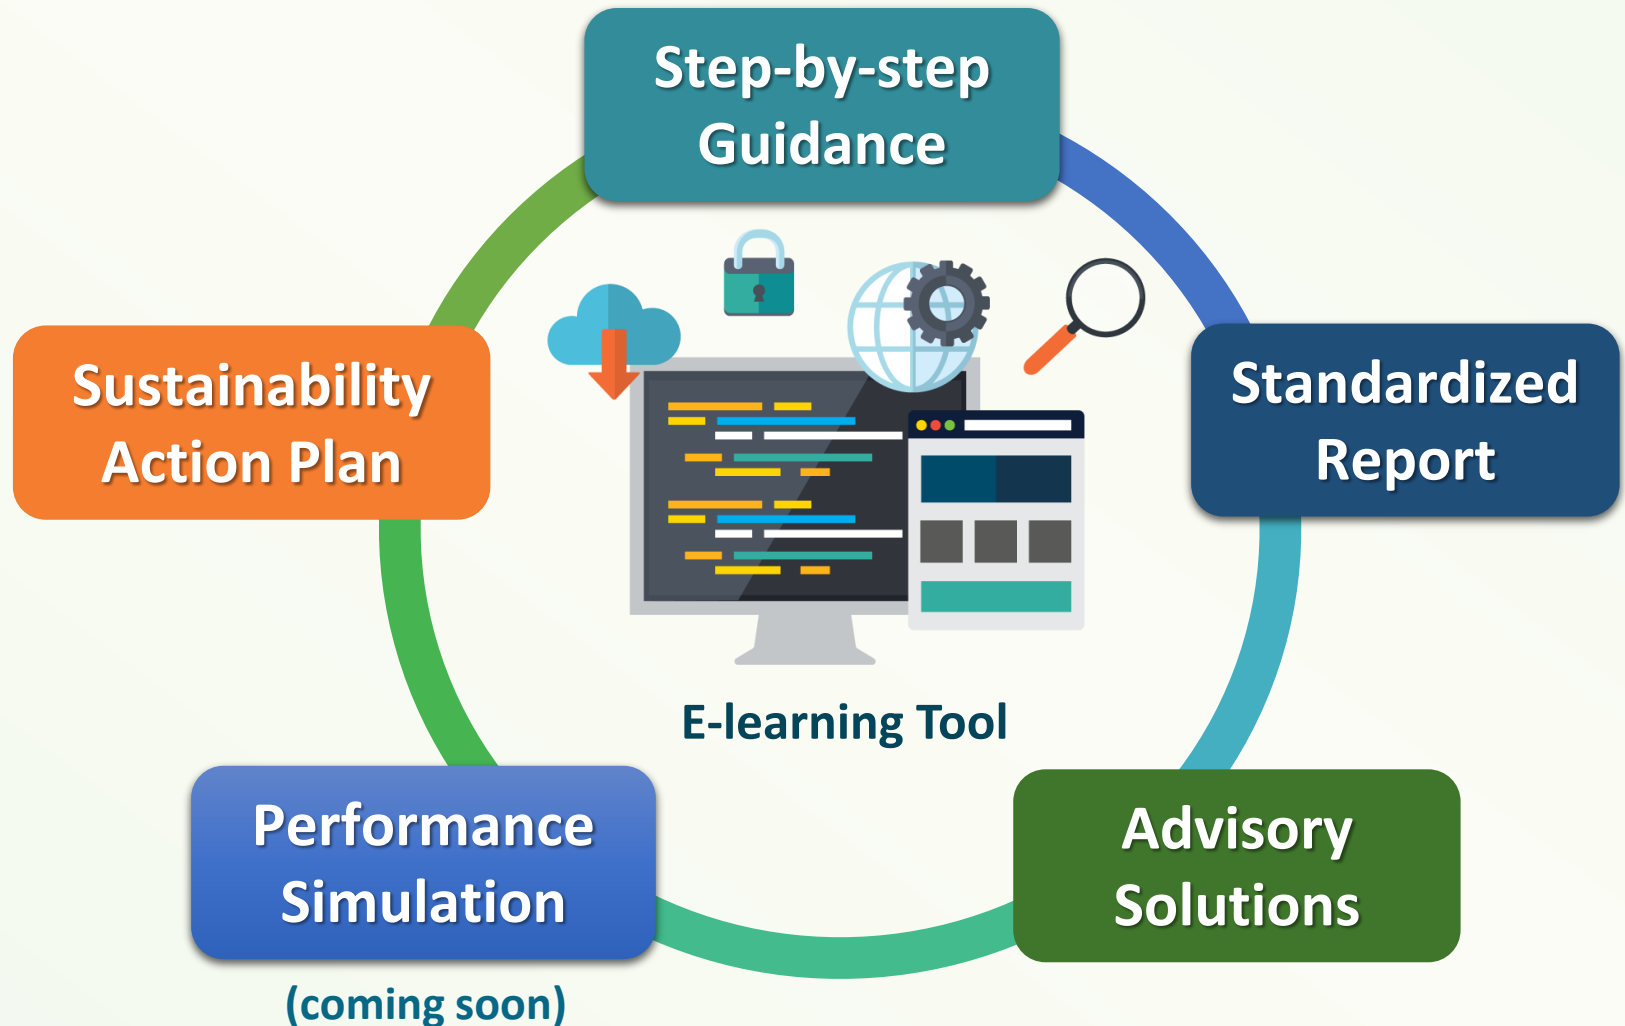 Step-by-step
Guidance
Sustainability
Action Plan
Standardized
Report
E-learning Tool
Performance
Simulation
(coming soon)
Advisory
Solutions